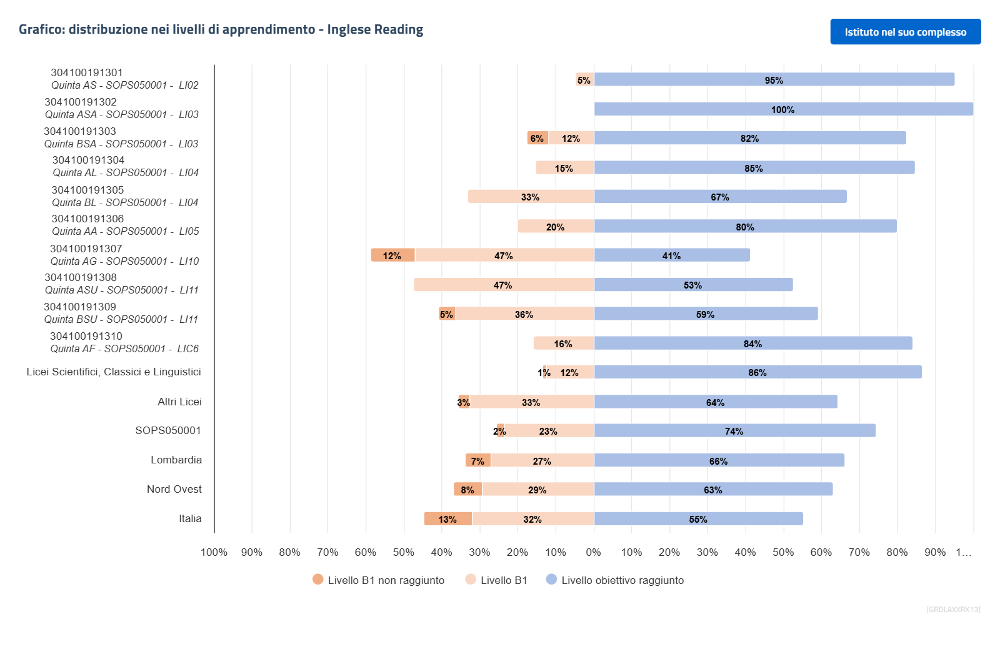 Grafico: distribuzione nei livelli di apprendimento - Inglese Reading
Istituto nel suo complesso
304100191301
Quinta AS - SOPS050001 - LI02
5% 95%
304100191302
Quinta ASA - SOPS050001 - LI03
100%
304100191303
Quinta BSA - SOPS050001 - LI03
6% 12% 82%
304100191304
Quinta AL - SOPS050001 - LI04
15% 85%
304100191305
Quinta BL - SOPS050001 - LI04
33% 67%
304100191306
Quinta AA - SOPS050001 - LI05
20% 80%
304100191307
Quinta AG - SOPS050001 - LI10
12% 47% 41%
304100191308
Quinta ASU - SOPS050001 - LI11
47% 53%
304100191309
Quinta BSU - SOPS050001 - LI11
5% 36% 59%
304100191310
Quinta AF - SOPS050001 - LIC6
16% 84%
Licei Scientifici, Classici e Linguistici 1% 12% 86%
Altri Licei 3% 33% 64%
SOPS050001 2% 23% 74%
Lombardia 7% 27% 66%
Nord Ovest 8% 29% 63%
Italia 13% 32% 55%
100% 90% 80% 70% 60% 50% 40% 30% 20% 10% 0% 10% 20% 30% 40% 50% 60% 70% 80% 90% 1...
Livello B1 non raggiunto Livello B1 Livello obiettivo raggiunto
[GRDLAXXRX13]